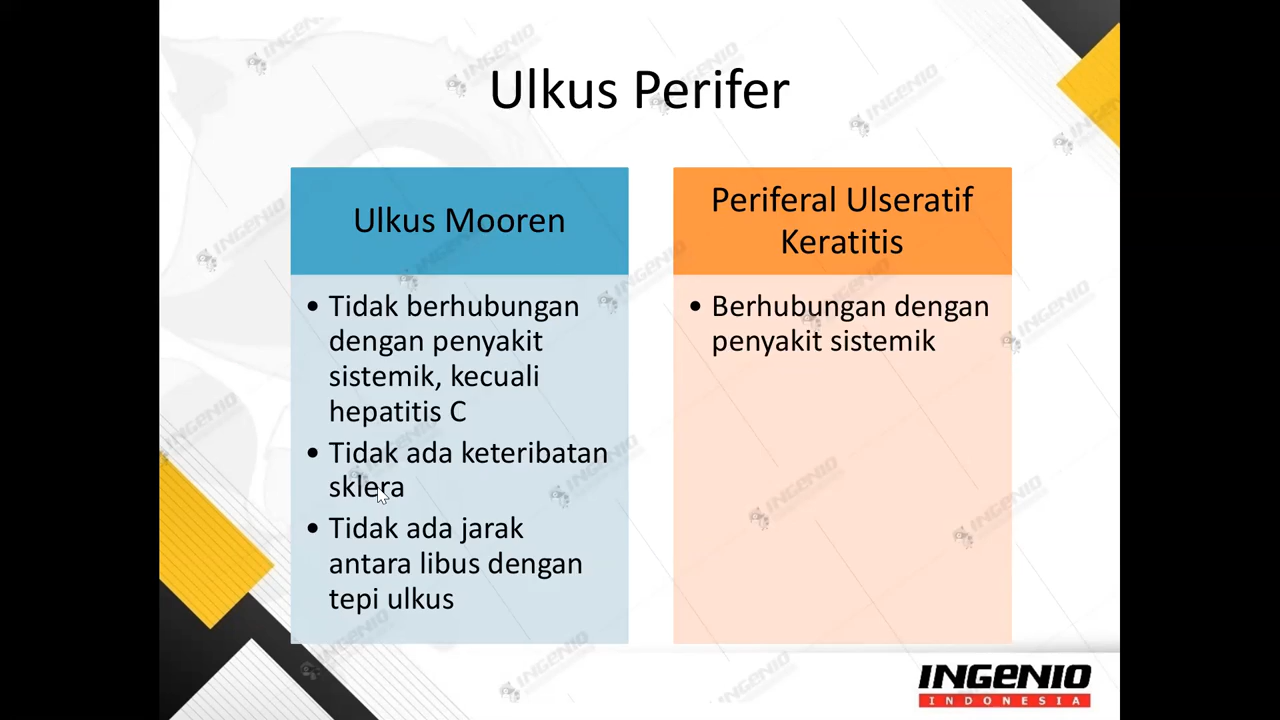 Ulkus Perifer
Ulkus Mooren
• Tidak berhubungan
dengan penyakit
sistemik, kecuali
hepatitis C
• Tidak ada keteribatan
sklera
• Tidak ada jarak
antara libus dengan
tepi ulkus
Periferal Ulseratif
Keratitis
• Berhubungan dengan
penyakit sistemik
INGENIO
INDONESIA